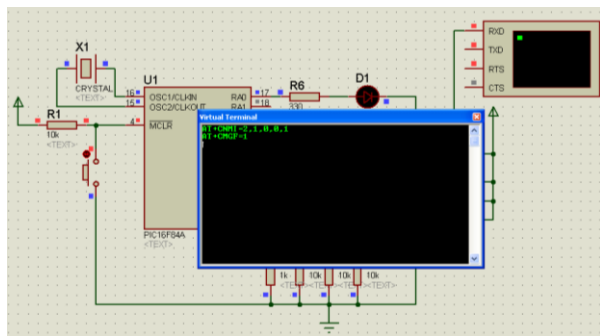 X1
CRYSTAL
<TEXT>
U1
16 OSC1/CLKIN
15 OSC2/CLKOUT
4 MCLR
RA0 17
RA1 18
PIC16F84A
<TEXT>
R1
10k
<TEXT>
R6
330
D1
RXD
TXD
RTS
CTS
Virtual Terminal
AT+CNMI=2,1,0,0,1
AT+CMGF=1
1k 10k 10k 10k
<TEXT>